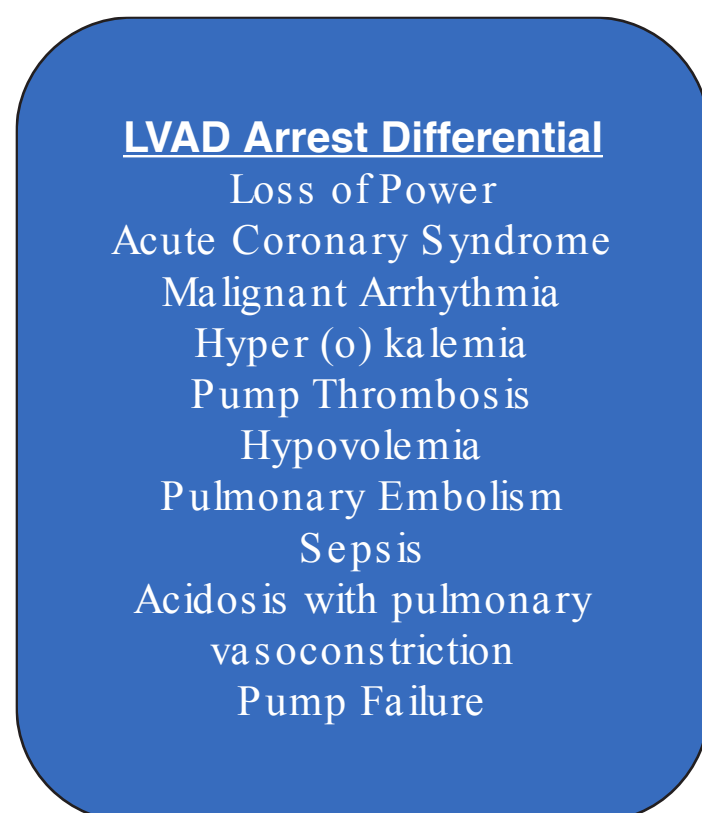 LVAD Arrest Differential
Loss of Power
Acute Coronary Syndrome
Malignant Arrhythmia
Hyper (o) kalemia
Pump Thrombosis
Hypovolemia
Pulmonary Embolism
Sepsis
Acidosis with pulmonary
vasoconstriction
Pump Failure